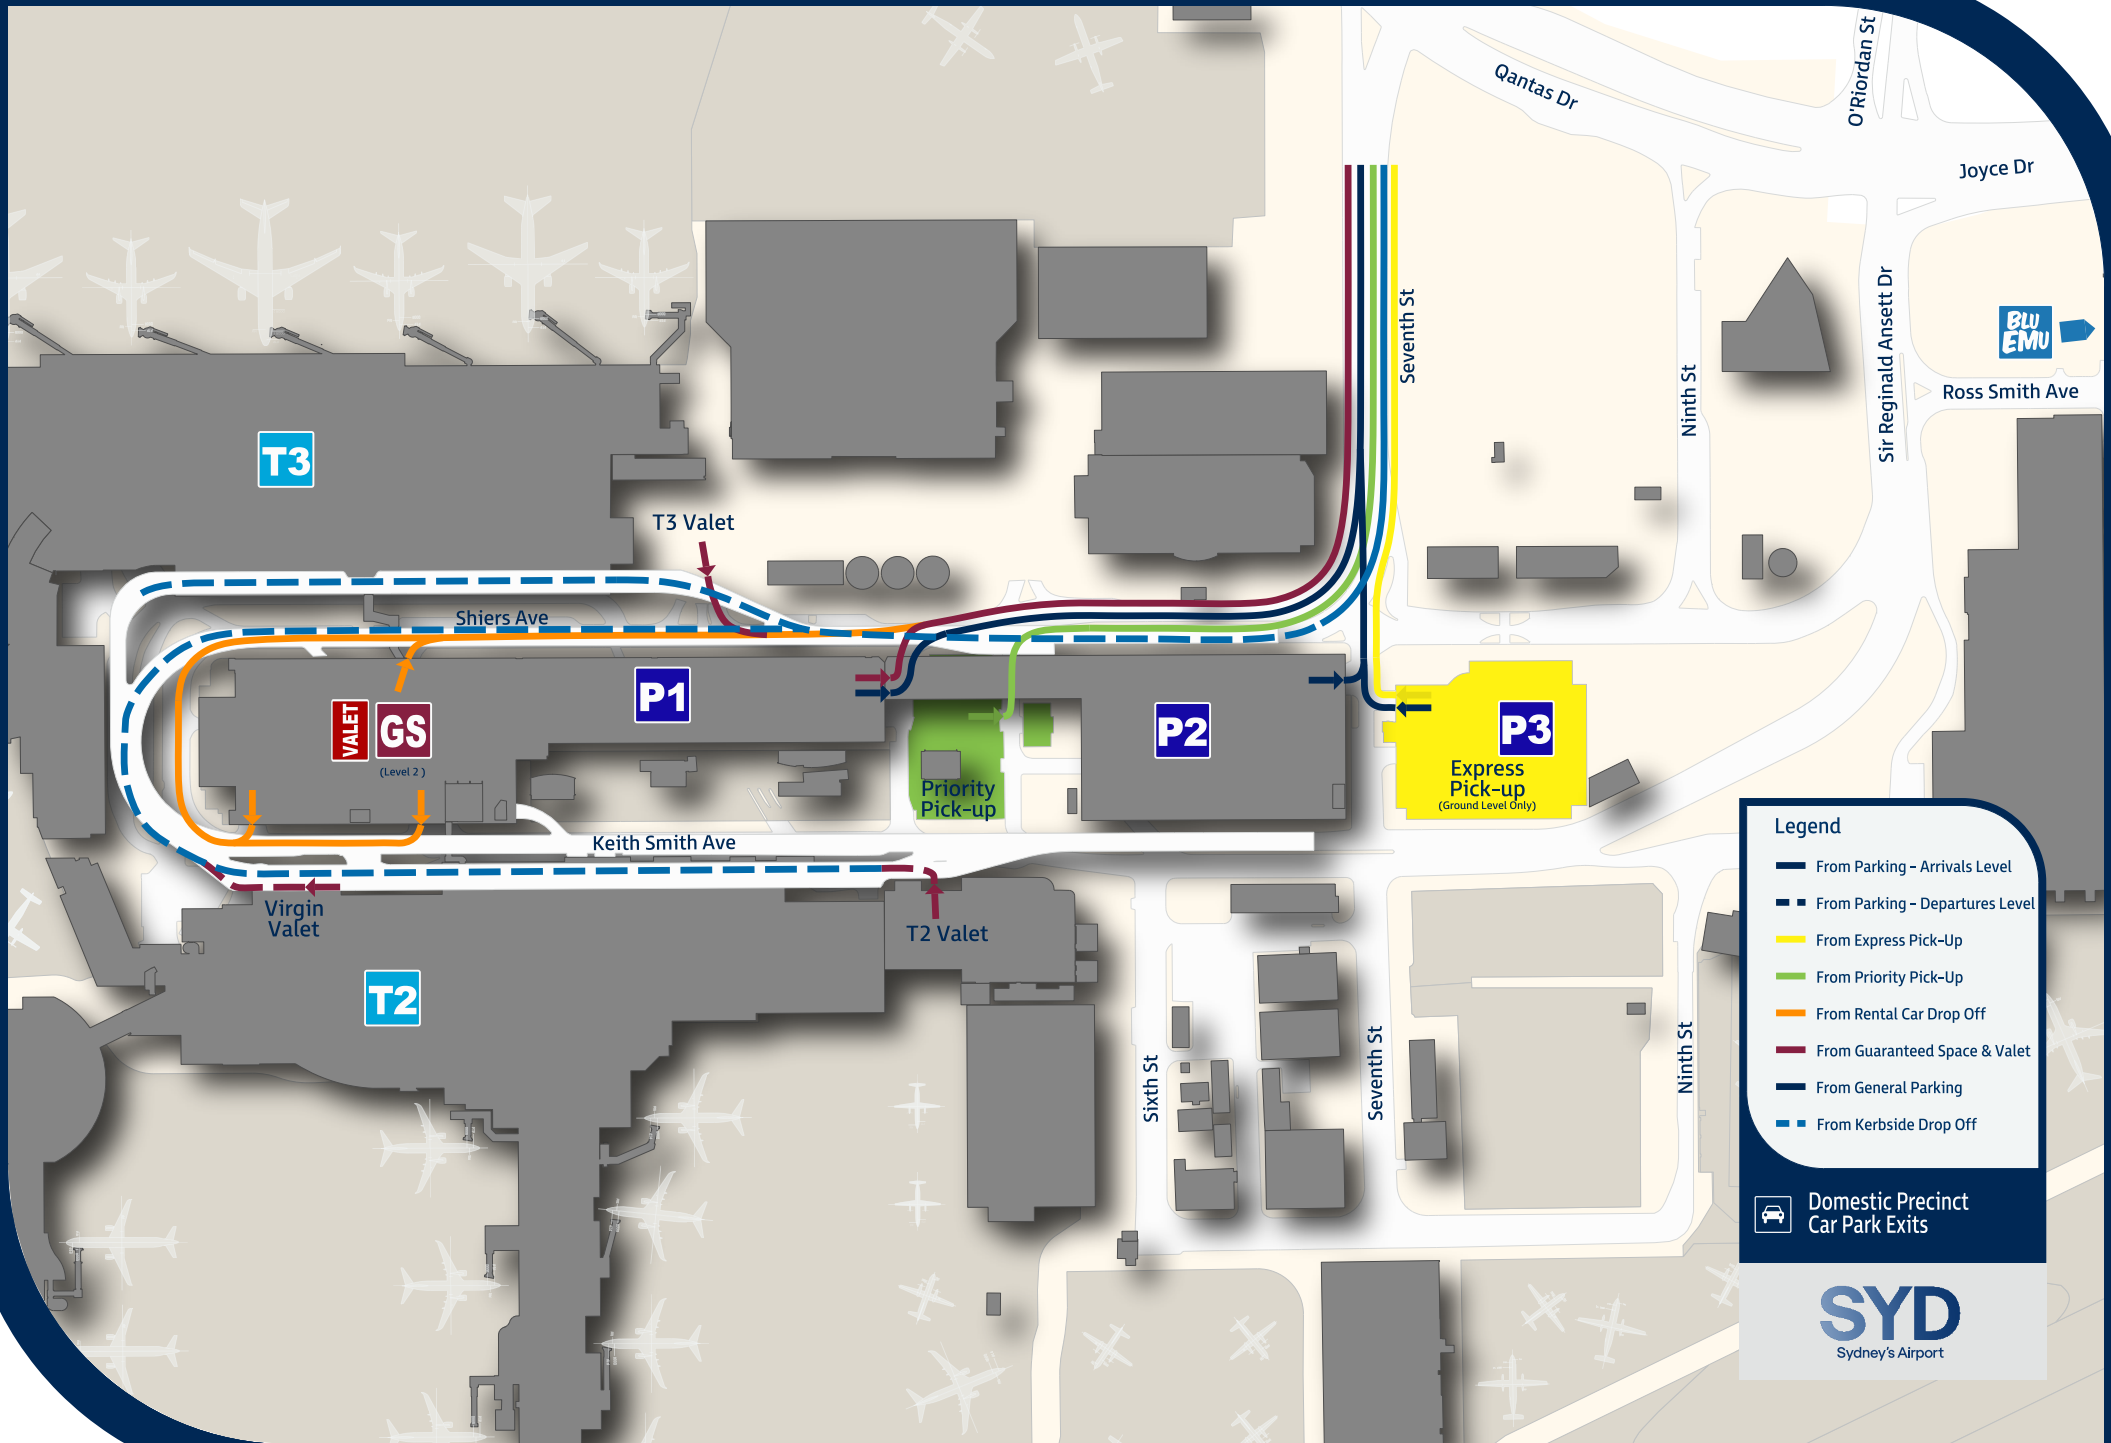 O'Riordan St
Qantas Dr
Joyce Dr
Seventh St
Sir Reginald Ansett Dr
BLU
EMU
Ninth St
Ross Smith Ave
T3
T3 Valet
Shiers Ave
P1
VALET
GS
(Level 2 )
P2
P3
Express
Pick-up
(Ground Level Only)
Priority
Pick-up
Keith Smith Ave
Virgin
Valet
T2 Valet
T2
Sixth St
Seventh St
Ninth St
Legend
From Parking - Arrivals Level
From Parking - Departures Level
From Express Pick-Up
From Priority Pick-Up
From Rental Car Drop Off
From Guaranteed Space & Valet
From General Parking
From Kerbside Drop Off
Domestic Precinct
Car Park Exits
SYD
Sydney's Airport